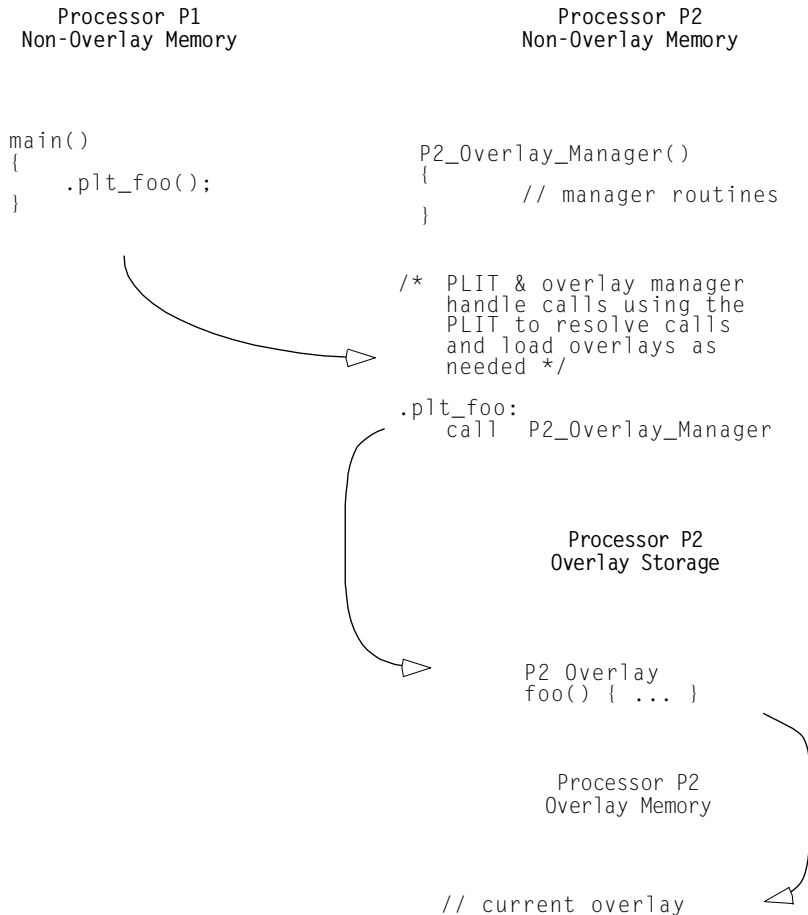 Processor P1
Non-Overlay Memory
main()
{
    .plt_foo();
}
Processor P2
Non-Overlay Memory
P2_Overlay_Manager()
{
        // manager routines
}
/* PLIT & overlay manager
   handle calls using the
   PLIT to resolve calls
   and load overlays as
   needed */
.plt_foo:
   call  P2_Overlay_Manager
Processor P2
Overlay Storage
P2 Overlay
foo() { ... }
Processor P2
Overlay Memory
// current overlay